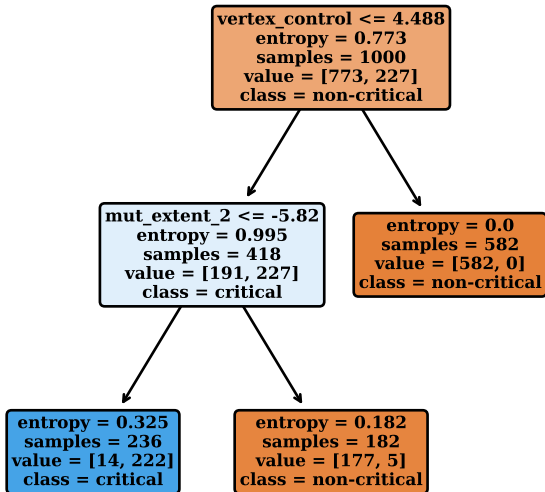 vertex_control <= 4.488
entropy = 0.773
samples = 1000
value = [773, 227]
class = non-critical
mut_extent_2 <= -5.82
entropy = 0.995
samples = 418
value = [191, 227]
class = critical
entropy = 0.0
samples = 582
value = [582, 0]
class = non-critical
entropy = 0.325
samples = 236
value = [14, 222]
class = critical
entropy = 0.182
samples = 182
value = [177, 5]
class = non-critical